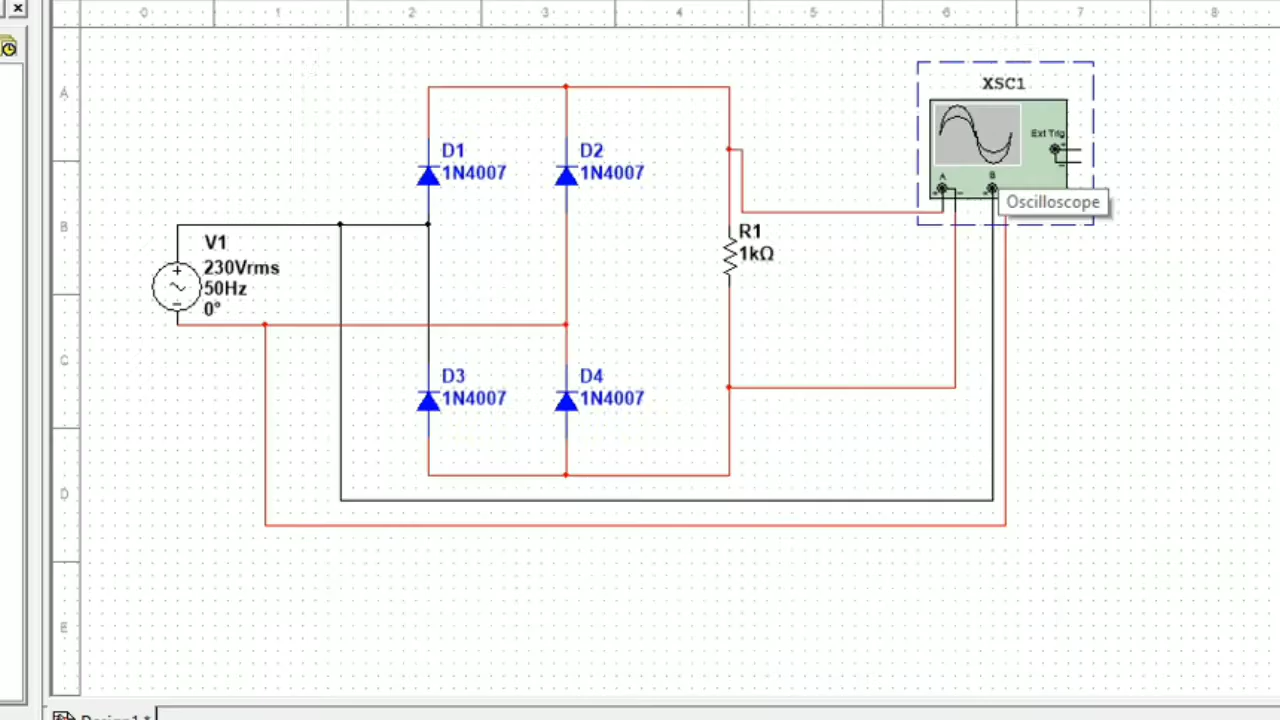 0 1 2 3 4 5 6 7 8
A
B
C
D
E
XSC1
Ext Trig
A B
Oscilloscope
D1
1N4007
D2
1N4007
V1
230Vrms
50Hz
0°
R1
1kΩ
D3
1N4007
D4
1N4007
Design1 *